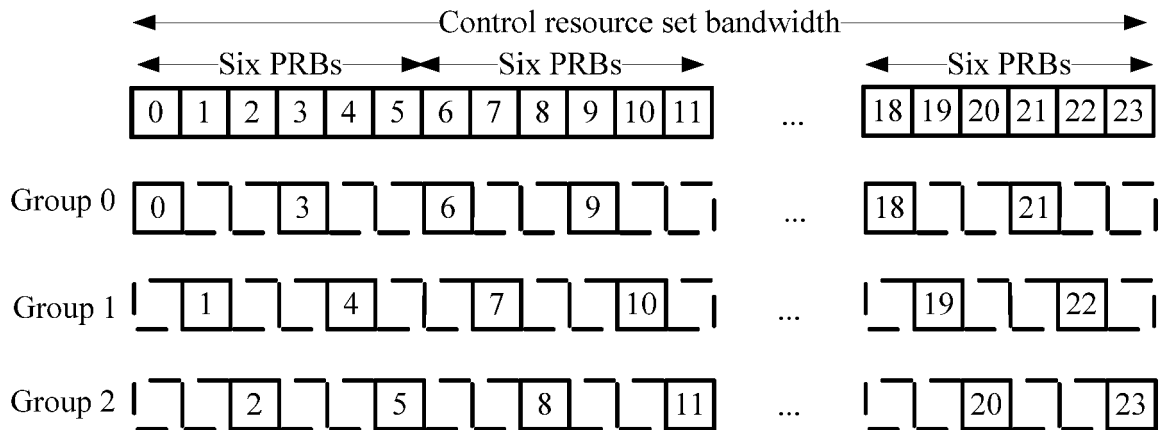 Control resource set bandwidth
Six PRBs Six PRBs Six PRBs
0 1 2 3 4 5 6 7 8 9 10 11 ... 18 19 20 21 22 23
Group 0 0 3 6 9 ... 18 21
Group 1 1 4 7 10 ... 19 22
Group 2 2 5 8 11 ... 20 23